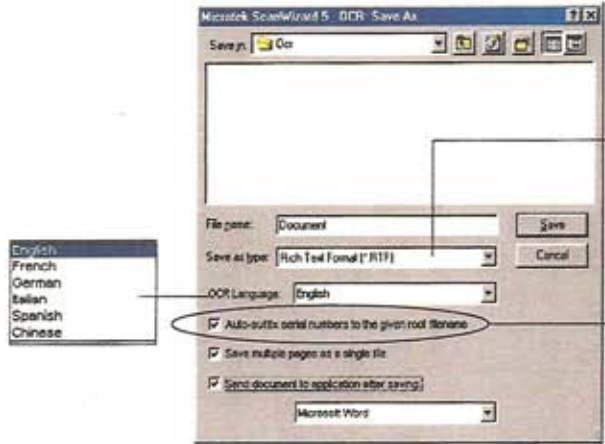 Microtek ScanWizard 5 - OCR: Save As
Save in: Ocr
File name: Document
Save
Save as type: Rich Text Format (*.RTF)
Cancel
OCR Language: English
English
French
German
Italian
Spanish
Chinese
Auto-suffix serial numbers to the given root filename
Save multiple pages as a single file
Send document to application after saving:
Microsoft Word